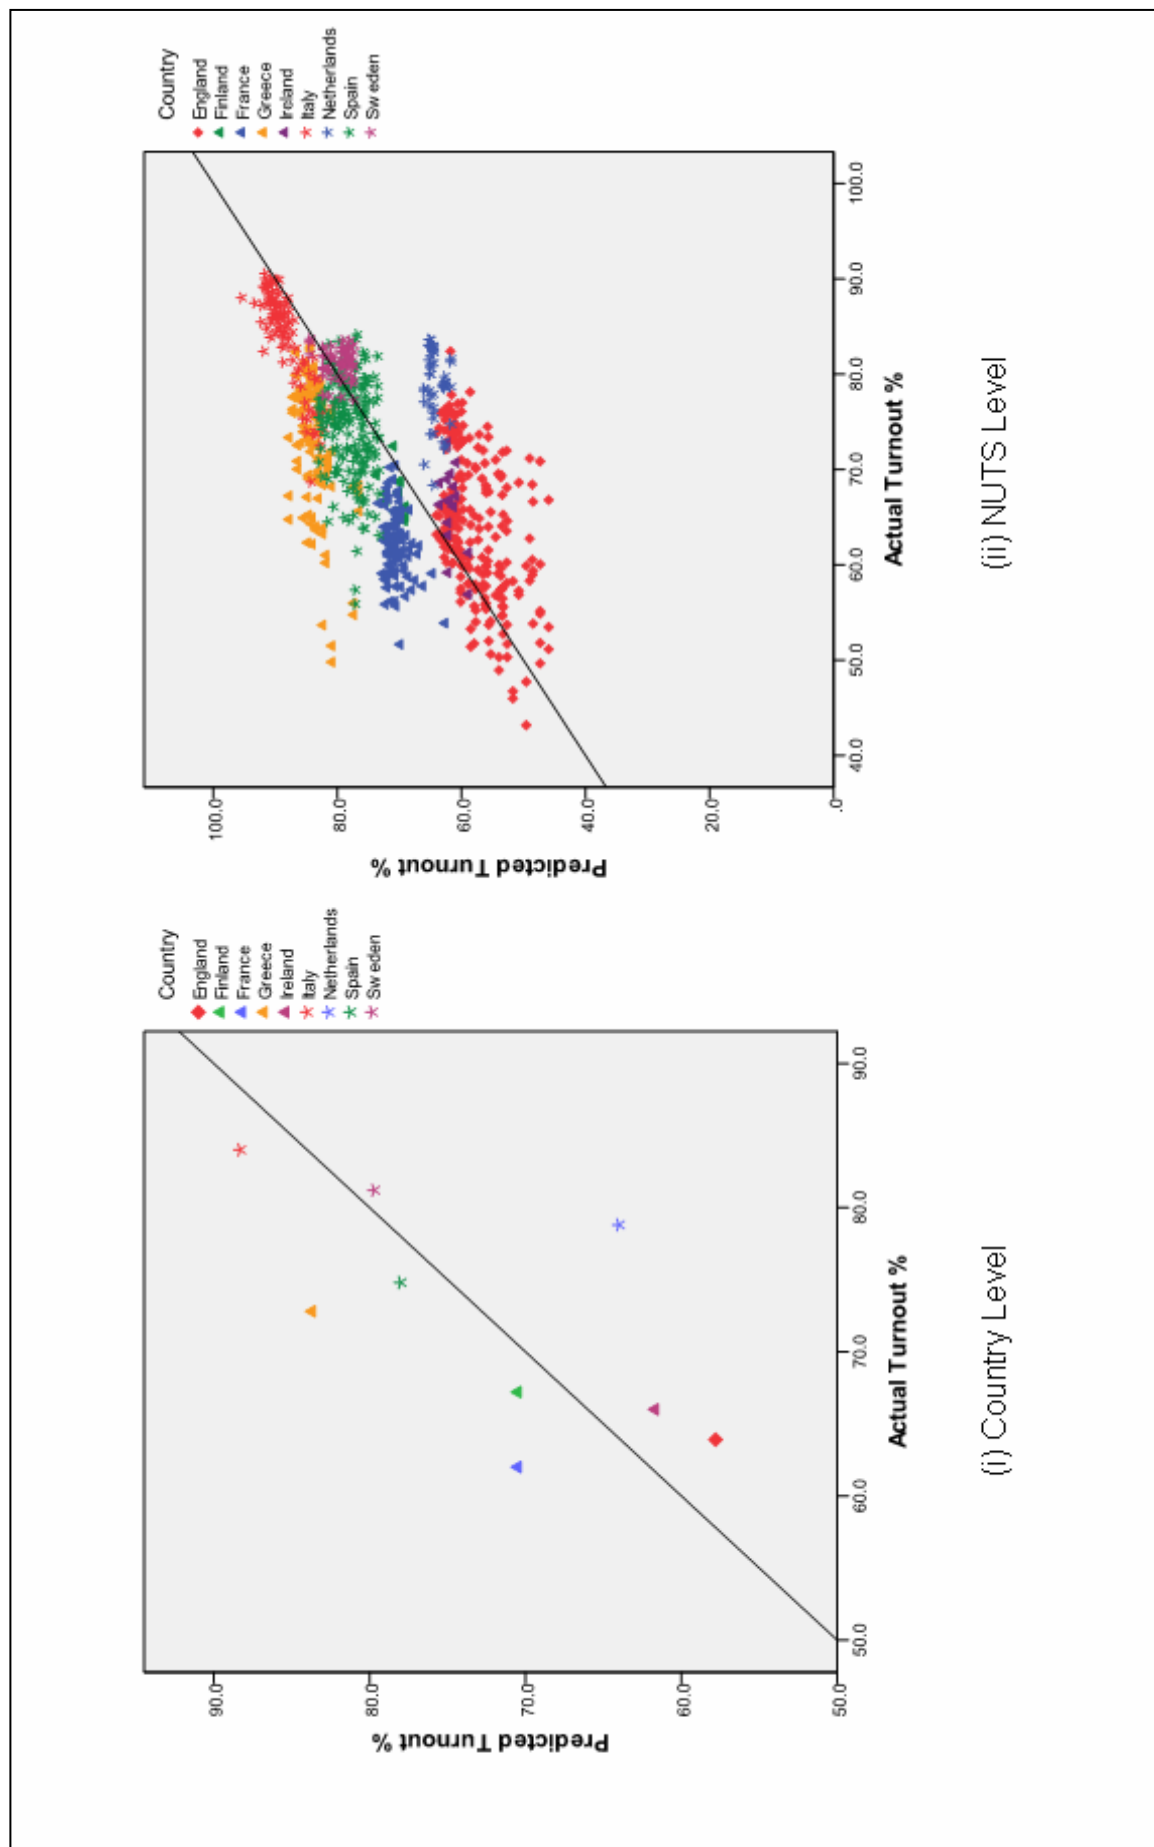 Country
England
Finland
France
Greece
Ireland
Italy
Netherlands
Spain
Sw eden
90.0
80.0
70.0
60.0
50.0
Predicted Turnout %
50.0
60.0
70.0
80.0
90.0
Actual Turnout %
(i) Country Level
Country
England
Finland
France
Greece
Ireland
Italy
Netherlands
Spain
Sw eden
100.0
80.0
60.0
40.0
20.0
.0
Predicted Turnout %
40.0
50.0
60.0
70.0
80.0
90.0
100.0
Actual Turnout %
(ii) NUTS Level